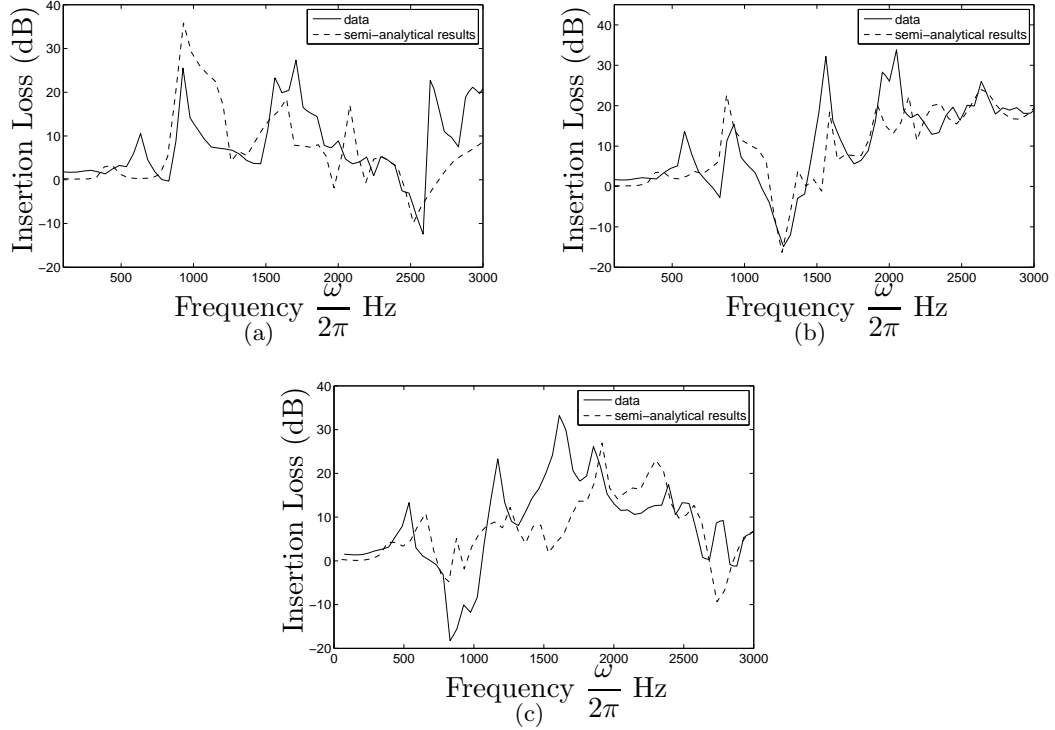 40
30
20
10
0
−10
−20
Insertion Loss (dB)
data
semi-analytical results
500 1000 1500 2000 2500 3000
Frequency ω/2π Hz
(a)
40
30
20
10
0
−10
−20
Insertion Loss (dB)
data
semi-analytical results
500 1000 1500 2000 2500 3000
Frequency ω/2π Hz
(b)
40
30
20
10
0
−10
−20
Insertion Loss (dB)
data
semi-analytical results
0 500 1000 1500 2000 2500 3000
Frequency ω/2π Hz
(c)